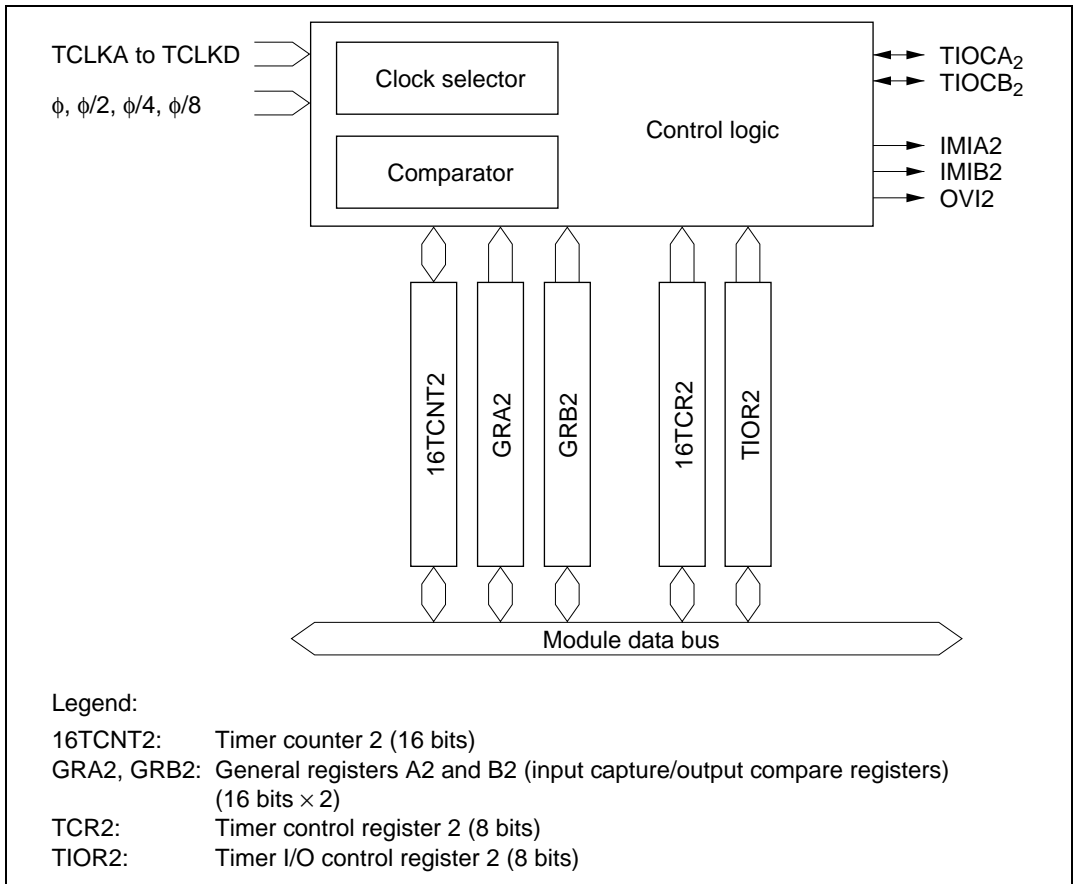 TCLKA to TCLKD
ϕ, ϕ/2, ϕ/4, ϕ/8
Clock selector
Comparator
Control logic
TIOCA₂
TIOCB₂
IMIA2
IMIB2
OVI2
16TCNT2
GRA2
GRB2
16TCR2
TIOR2
Module data bus
Legend:
16TCNT2: Timer counter 2 (16 bits)
GRA2, GRB2: General registers A2 and B2 (input capture/output compare registers)
(16 bits × 2)
TCR2: Timer control register 2 (8 bits)
TIOR2: Timer I/O control register 2 (8 bits)